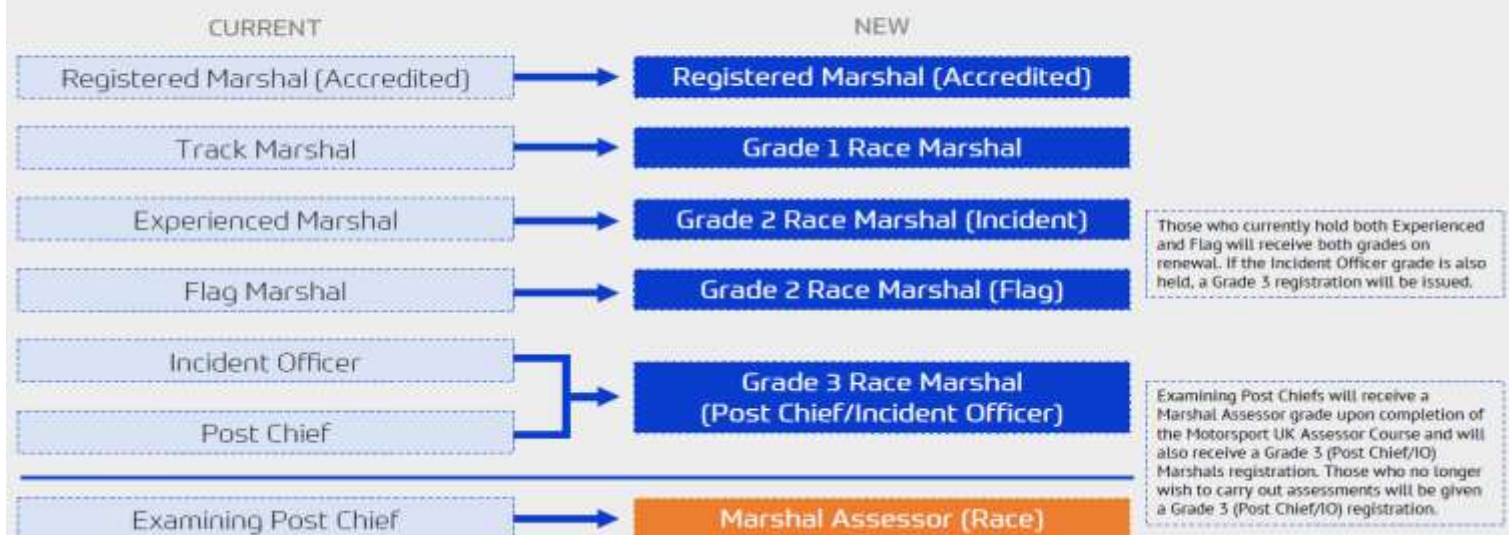 CURRENT
NEW
Registered Marshal (Accredited)
Registered Marshal (Accredited)
Track Marshal
Grade 1 Race Marshal
Experienced Marshal
Grade 2 Race Marshal (Incident)
Flag Marshal
Grade 2 Race Marshal (Flag)
Those who currently hold both Experienced
and Flag will receive both grades on
renewal. If the Incident Officer grade is also
held, a Grade 3 registration will be issued.
Incident Officer
Post Chief
Grade 3 Race Marshal
(Post Chief/Incident Officer)
Examining Post Chiefs will receive a
Marshal Assessor grade upon completion of
the Motorsport UK Assessor Course and will
also receive a Grade 3 (Post Chief/IO)
Marshals registration. Those who no longer
wish to carry out assessments will be given
a Grade 3 (Post Chief/IO) registration.
Examining Post Chief
Marshal Assessor (Race)